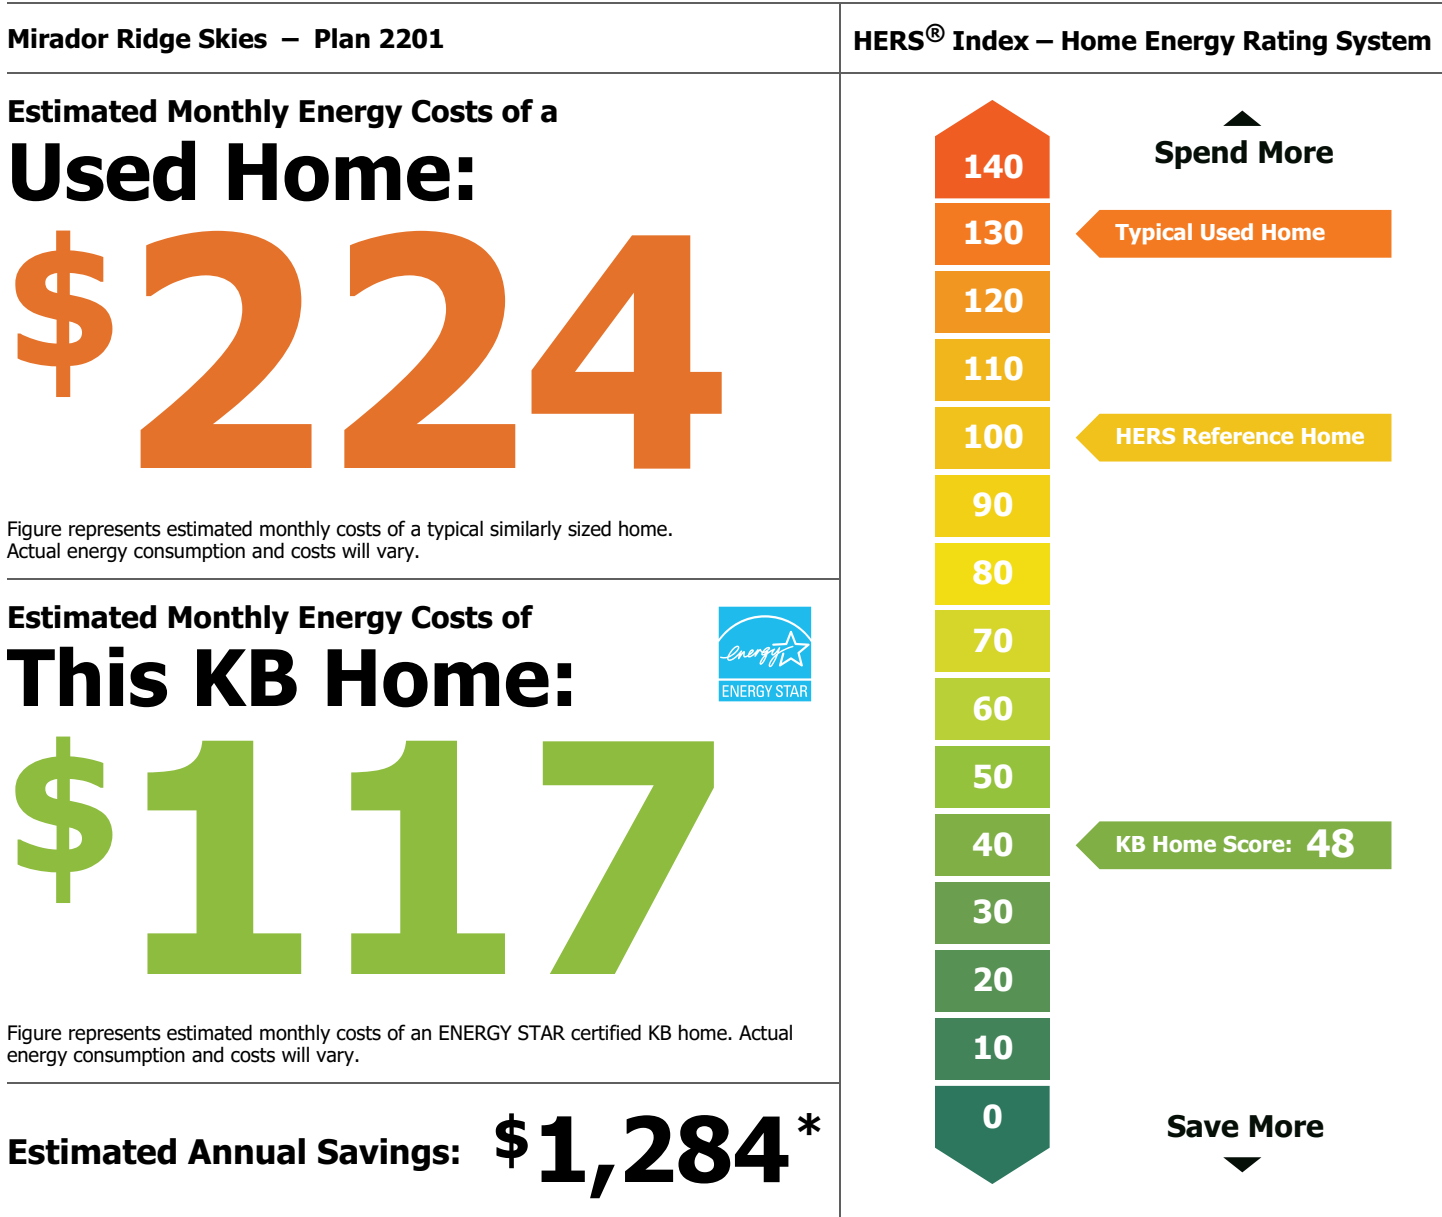 Mirador Ridge Skies – Plan 2201
Estimated Monthly Energy Costs of a
Used Home:
$224
Figure represents estimated monthly costs of a typical similarly sized home.
Actual energy consumption and costs will vary.
Estimated Monthly Energy Costs of
This KB Home:
energy
ENERGY STAR
$117
Figure represents estimated monthly costs of an ENERGY STAR certified KB home. Actual
energy consumption and costs will vary.
Estimated Annual Savings: $1,284*
HERS® Index – Home Energy Rating System
Spend More
140
130
Typical Used Home
120
110
100
HERS Reference Home
90
80
70
60
50
40
KB Home Score: 48
30
20
10
0
Save More